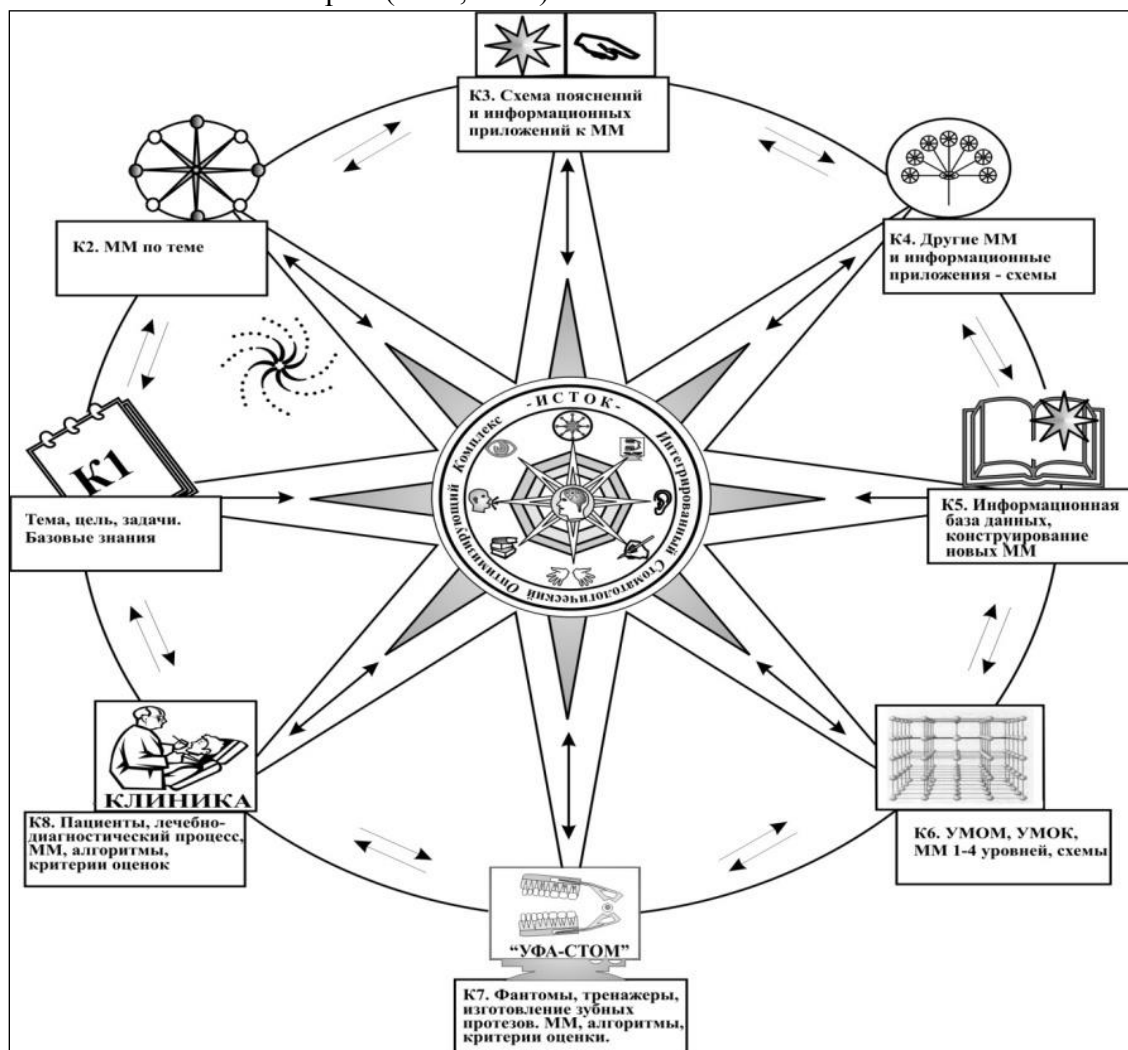 К3. Схема пояснений
и информационных
приложений к ММ
К2. ММ по теме
К4. Другие ММ
и информационные
приложения - схемы
К1
Тема, цель, задачи.
Базовые знания
- ИСТОК -
Интегрированный Стоматологический Оптимизирующий Комплекс
К5. Информационная
база данных,
конструирование
новых ММ
КЛИНИКА
К8. Пациенты, лечебно-
диагностический процесс,
ММ, алгоритмы,
критерии оценок
К6. УМОМ, УМОК,
ММ 1-4 уровней, схемы
“УФА-СТОМ”
К7. Фантомы, тренажеры,
изготовление зубных
протезов. ММ, алгоритмы,
критерии оценки.